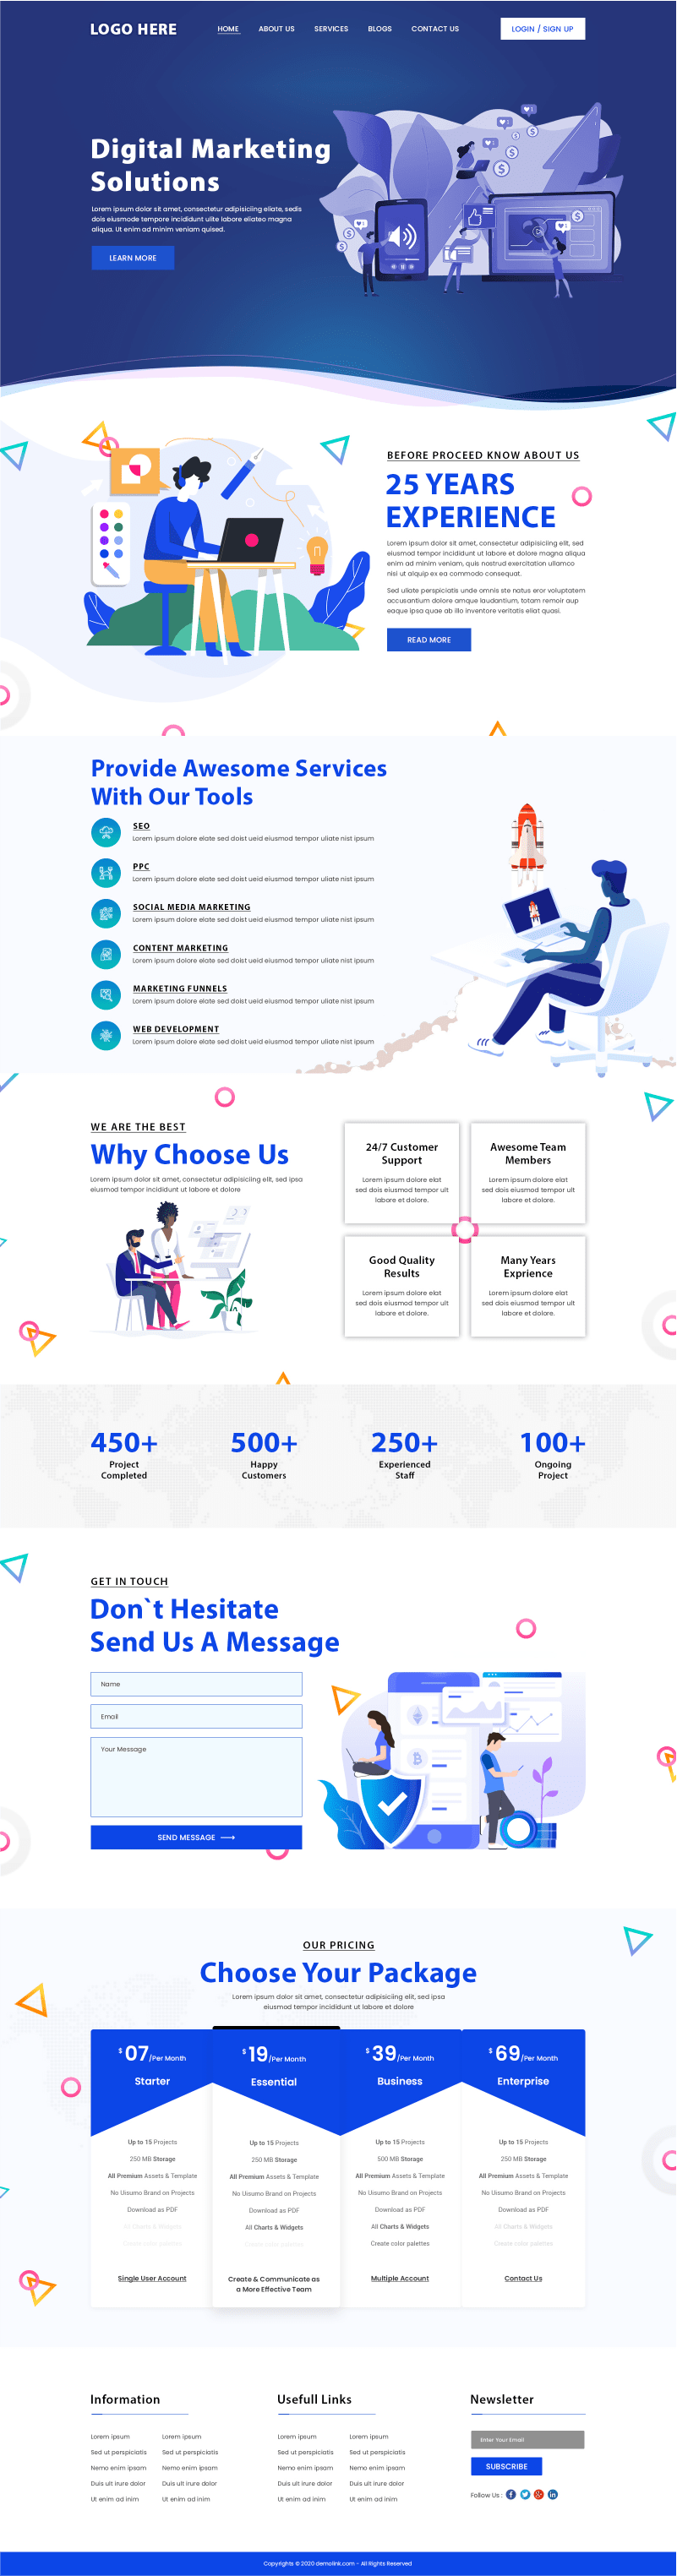 LOGO HERE
HOME
ABOUT US
SERVICES
BLOGS
CONTACT US
LOGIN / SIGN UP
Digital Marketing
Solutions
Lorem ipsum dolor sit amet, consectetur adipisiciing eliate, sedis
dois eiusmode tempore incididunt ulite labore eliateo magna
aliqua. Ut enim ad minim veniam quised.
LEARN MORE
BEFORE PROCEED KNOW ABOUT US
25 YEARS
EXPERIENCE
Lorem ipsum dolor sit amet, consectetur adipisiciing elit, sed
eiusmod tempor incididunt ut labore et dolore magna aliqua
enim ad minim veniam, quis nostrud exercitation ullamco
nisi ut aliquip ex ea commodo consequat.
Sed uliate perspiciatis unde omnis iste natus eror voluptatem
accusantium dolore omque laudantium, totam remoir aup
eaque ipsa quae ab illo inventore veritatis eliat quasi.
READ MORE
Provide Awesome Services
With Our Tools
SEO
Lorem ipsum dolore elate sed doist ueid eiusmod tempor uliate nist ipsum
PPC
Lorem ipsum dolore elate sed doist ueid eiusmod tempor uliate nist ipsum
SOCIAL MEDIA MARKETING
Lorem ipsum dolore elate sed doist ueid eiusmod tempor uliate nist ipsum
CONTENT MARKETING
Lorem ipsum dolore elate sed doist ueid eiusmod tempor uliate nist ipsum
MARKETING FUNNELS
Lorem ipsum dolore elate sed doist ueid eiusmod tempor uliate nist ipsum
WEB DEVELOPMENT
Lorem ipsum dolore elate sed doist ueid eiusmod tempor uliate nist ipsum
WE ARE THE BEST
Why Choose Us
Lorem ipsum dolor sit amet, consectetur adipisiciing elit, sed ipsa
eiusmod tempor incididunt ut labore et dolore
24/7 Customer
Support
Lorem ipsum dolore elat
sed dois eiusmod tempor ult
labore et dolore.
Awesome Team
Members
Lorem ipsum dolore elat
sed dois eiusmod tempor ult
labore et dolore.
Good Quality
Results
Lorem ipsum dolore elat
sed dois eiusmod tempor ult
labore et dolore.
Many Years
Exprience
Lorem ipsum dolore elat
sed dois eiusmod tempor ult
labore et dolore.
450+
Project
Completed
500+
Happy
Customers
250+
Experienced
Staff
100+
Ongoing
Project
GET IN TOUCH
Don`t Hesitate
Send Us A Message
Name
Email
Your Message
SEND MESSAGE
OUR PRICING
Choose Your Package
Lorem ipsum dolor sit amet, consectetur adipisiciing elit, sed ipsa
eiusmod tempor incididunt ut labore et dolore
$ 07/Per Month
Starter
Up to 15 Projects
250 MB Storage
All Premium Assets & Template
No Uisumo Brand on Projects
Download as PDF
All Charts & Widgets
Create color palettes
Single User Account
$ 19/Per Month
Essential
Up to 15 Projects
250 MB Storage
All Premium Assets & Template
No Uisumo Brand on Projects
Download as PDF
All Charts & Widgets
Create color palettes
Create & Communicate as
a More Effective Team
$ 39/Per Month
Business
Up to 15 Projects
500 MB Storage
All Premium Assets & Template
No Uisumo Brand on Projects
Download as PDF
All Charts & Widgets
Create color palettes
Multiple Account
$ 69/Per Month
Enterprise
Up to 15 Projects
250 MB Storage
All Premium Assets & Template
No Uisumo Brand on Projects
Download as PDF
All Charts & Widgets
Create color palettes
Contact Us
Information
Lorem ipsum
Sed ut perspiciatis
Nemo enim ipsam
Duis ult irure dolor
Ut enim ad inim
Lorem ipsum
Sed ut perspiciatis
Nemo enim ipsam
Duis ult irure dolor
Ut enim ad inim
Usefull Links
Lorem ipsum
Sed ut perspiciatis
Nemo enim ipsam
Duis ult irure dolor
Ut enim ad inim
Lorem ipsum
Sed ut perspiciatis
Nemo enim ipsam
Duis ult irure dolor
Ut enim ad inim
Newsletter
Enter Your Email
SUBSCRIBE
Follow Us :
Copyrights © 2020 demolink.com - All Rights Reserved